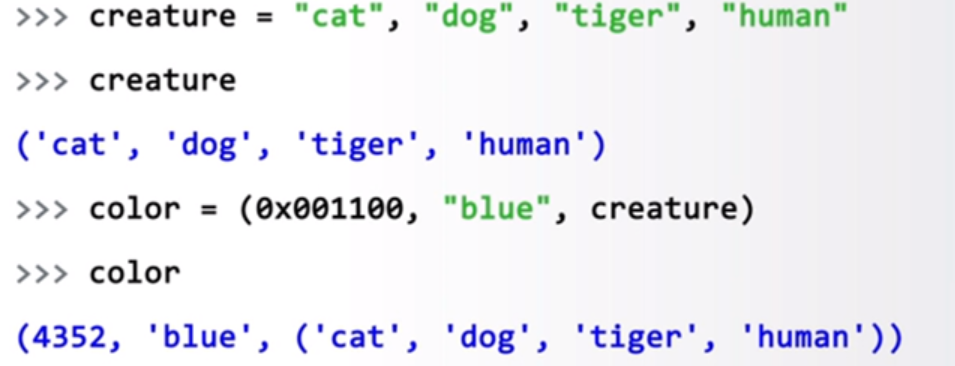 >>> creature = "cat", "dog", "tiger", "human"
>>> creature
('cat', 'dog', 'tiger', 'human')
>>> color = (0x001100, "blue", creature)
>>> color
(4352, 'blue', ('cat', 'dog', 'tiger', 'human'))